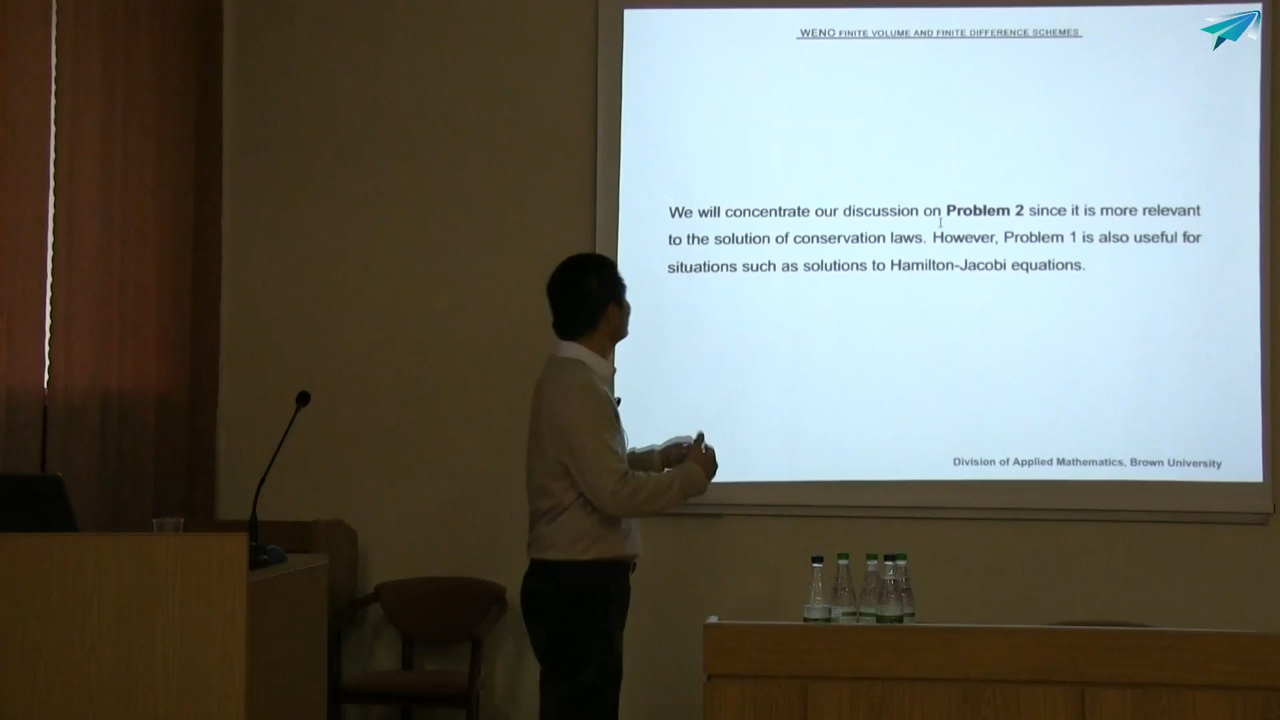 WENO FINITE VOLUME AND FINITE DIFFERENCE SCHEMES
We will concentrate our discussion on Problem 2 since it is more relevant
to the solution of conservation laws. However, Problem 1 is also useful for
situations such as solutions to Hamilton-Jacobi equations.
Division of Applied Mathematics, Brown University